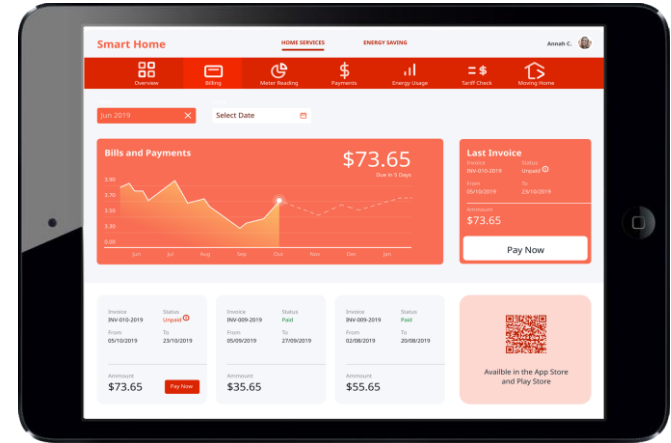 Smart Home
HOME SERVICES
ENERGY SAVING
Annah C.
Overview
Billing
Meter Reading
Payments
Energy Usage
Tariff Check
Moving Home
Jun 2019
Select Date
Bills and Payments
$73.65
Due in 5 Days
3.90
3.70
3.50
3.30
0.00
Jun Jul Aug Sep Oct Nov Dec Jan
Last Invoice
Invoice Status
INV-010-2019 Unpaid
From To
05/10/2019 23/10/2019
Ammount
$73.65
Pay Now
Invoice Status
INV-010-2019 Unpaid
From To
05/10/2019 23/10/2019
Ammount
$73.65 Pay Now
Invoice Status
INV-009-2019 Paid
From To
05/09/2019 27/09/2019
Ammount
$35.65
Invoice Status
INV-009-2019 Paid
From To
02/08/2019 20/08/2019
Ammount
$55.65
Availble in the App Store
and Play Store